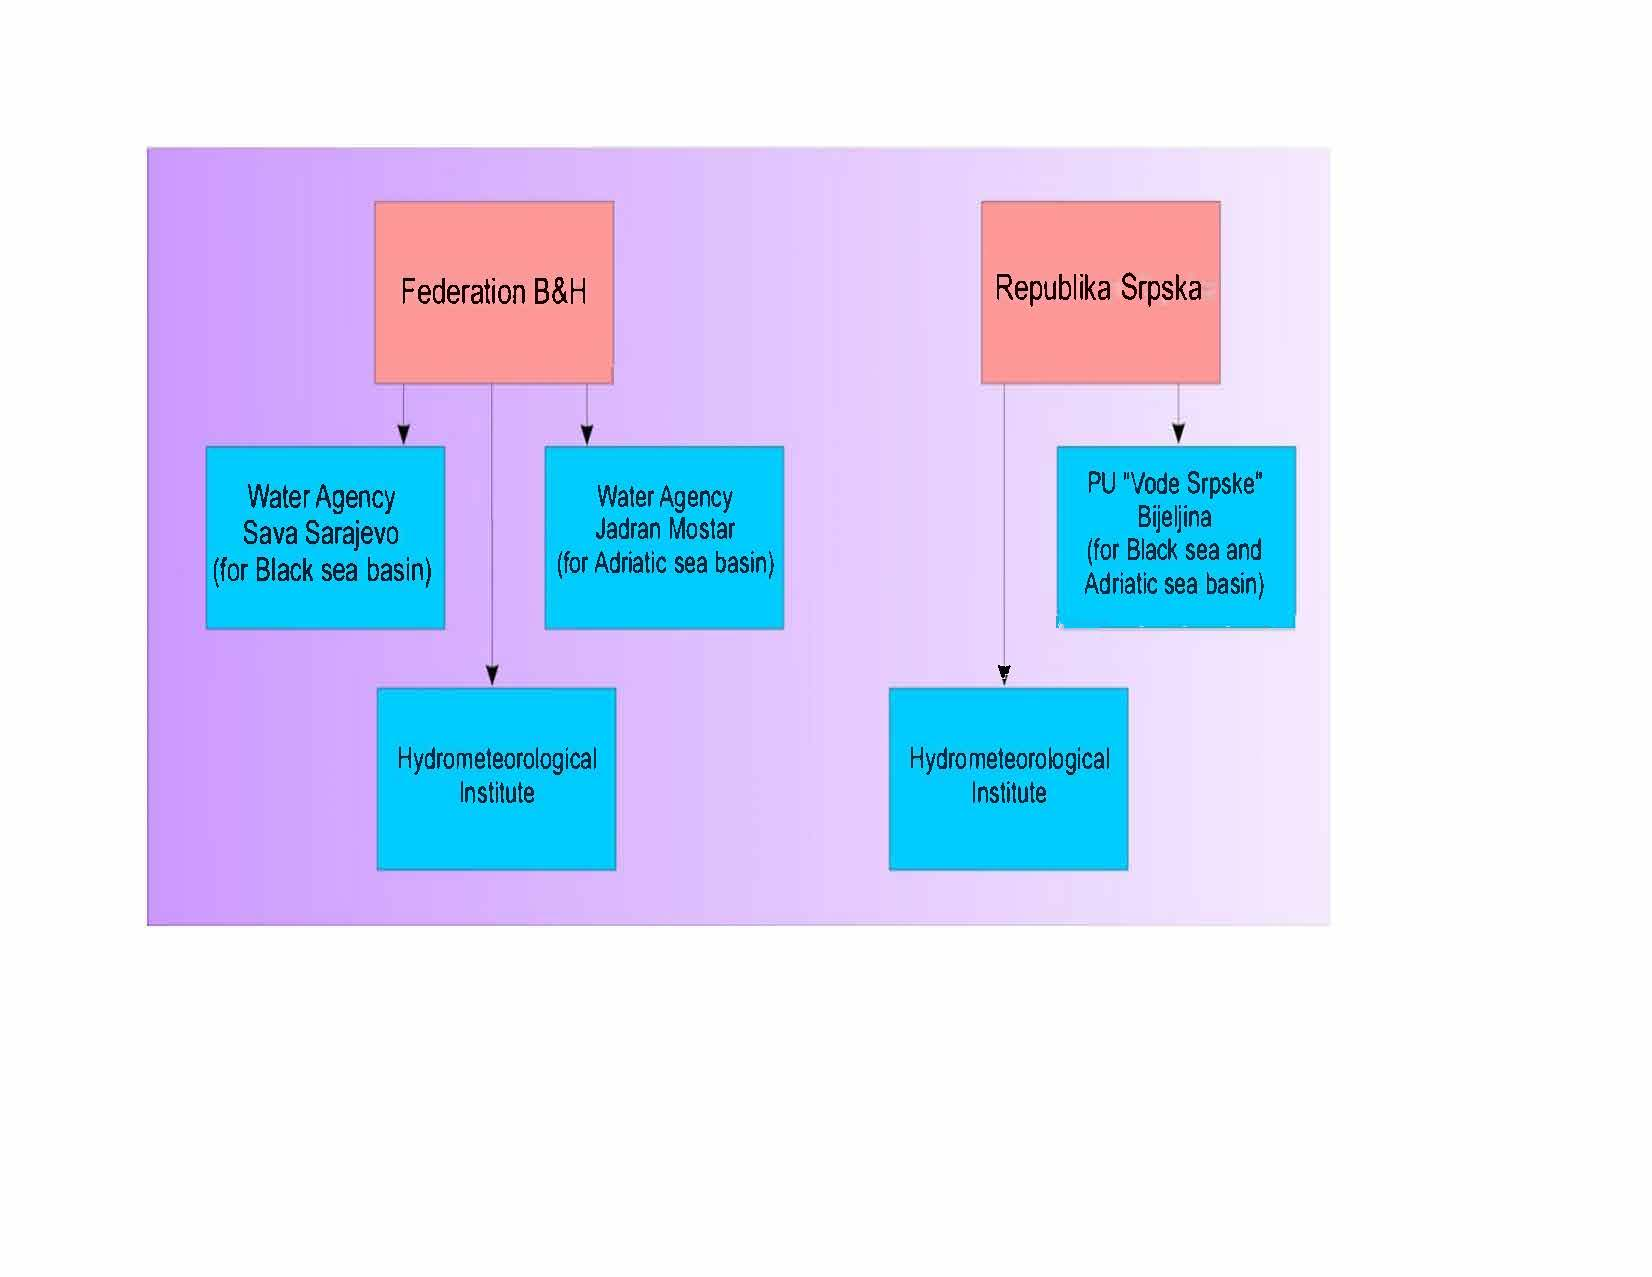 Federation B&H
Republika Srpska
Water Agency
Sava Sarajevo
(for Black sea basin)
Water Agency
Jadran Mostar
(for Adriatic sea basin)
PU "Vode Srpske"
Bijeljina
(for Black sea and
Adriatic sea basin)
Hydrometeorological
Institute
Hydrometeorological
Institute